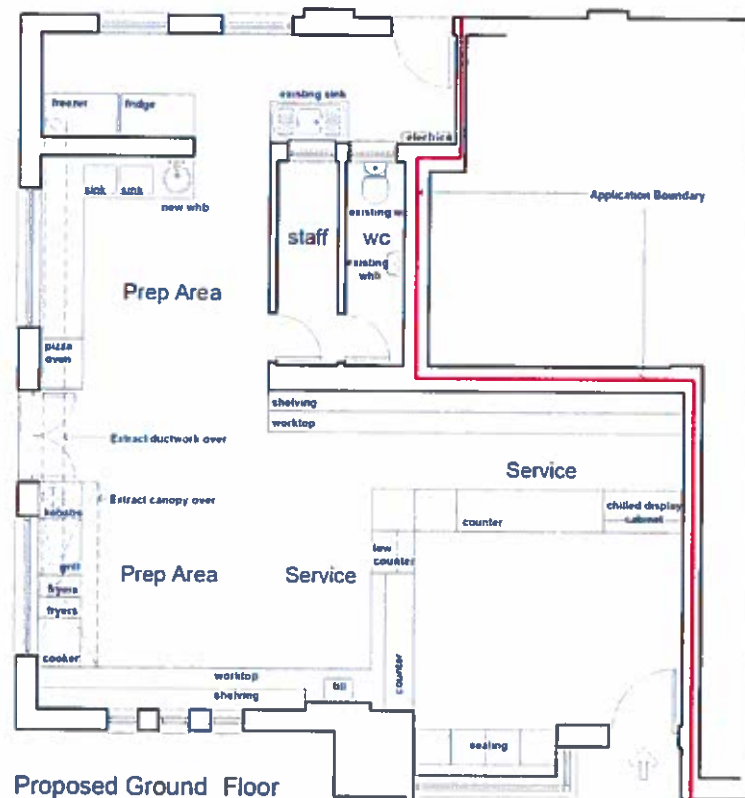 existing sink
freezer fridge
electrics
sink sink
new whb
Application Boundary
existing wc
staff wc
existing
whb
Prep Area
pizza
oven
shelving
worktop
Extract ductwork over
Service
Extract canopy over
kebabs
chilled display
cabinet
counter
low
counter
grill
Prep Area Service
fryers
fryers
cooker
counter
worktop
shelving
till
seating
Proposed Ground Floor